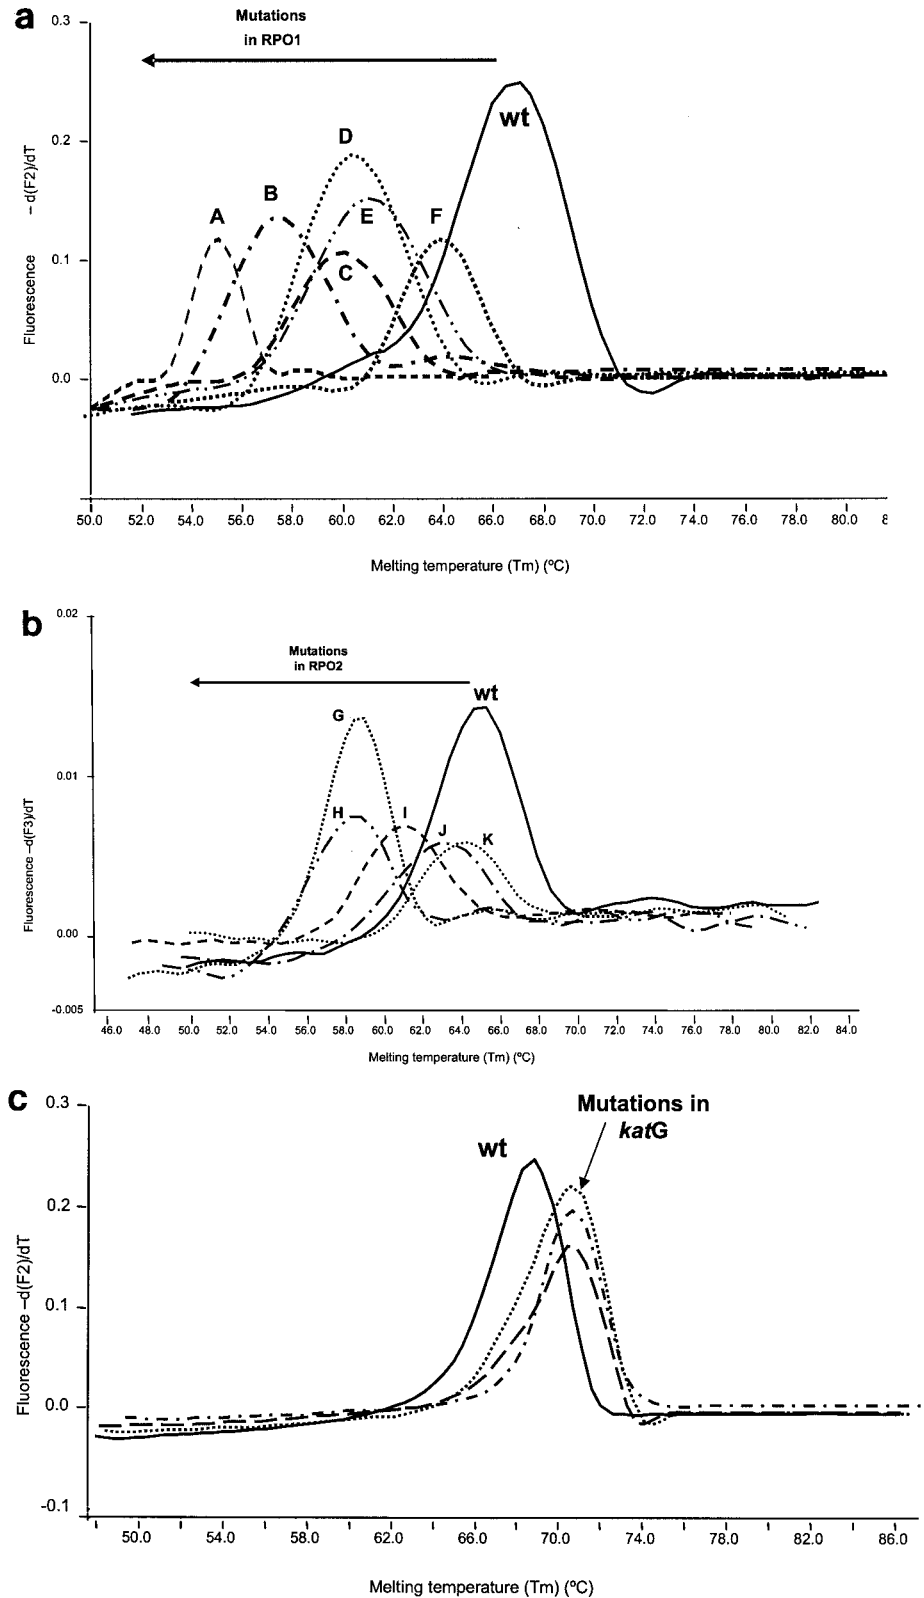 a
0.3
Mutations
in RPO1
wt
0.2
D
B
A
E
F
C
0.1
0.0
Fluorescence – d(F2)/dT
50.0 52.0 54.0 56.0 58.0 60.0 62.0 64.0 66.0 68.0 70.0 72.0 74.0 76.0 78.0 80.0 8
Melting temperature (Tm) (ºC)
b
0.02
Mutations
in RPO2
wt
G
0.01
H
I
J
K
0.00
-0.005
Fluorescence –d(F3)/dT
46.0 48.0 50.0 52.0 54.0 56.0 58.0 60.0 62.0 64.0 66.0 68.0 70.0 72.0 74.0 76.0 78.0 80.0 82.0 84.0
Melting temperature (Tm) (ºC)
c
0.3
Mutations in
katG
wt
0.2
0.1
0.0
-0.1
Fluorescence –d(F2)/dT
50.0 54.0 58.0 62.0 66.0 70.0 74.0 78.0 82.0 86.0
Melting temperature (Tm) (ºC)